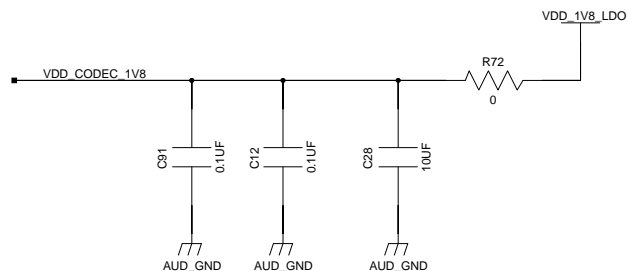 VDD_1V8_LDO
R72
VDD_CODEC_1V8
0
C91
0.1UF
C12
0.1UF
C28
10UF
AUD_GND
AUD_GND
AUD_GND